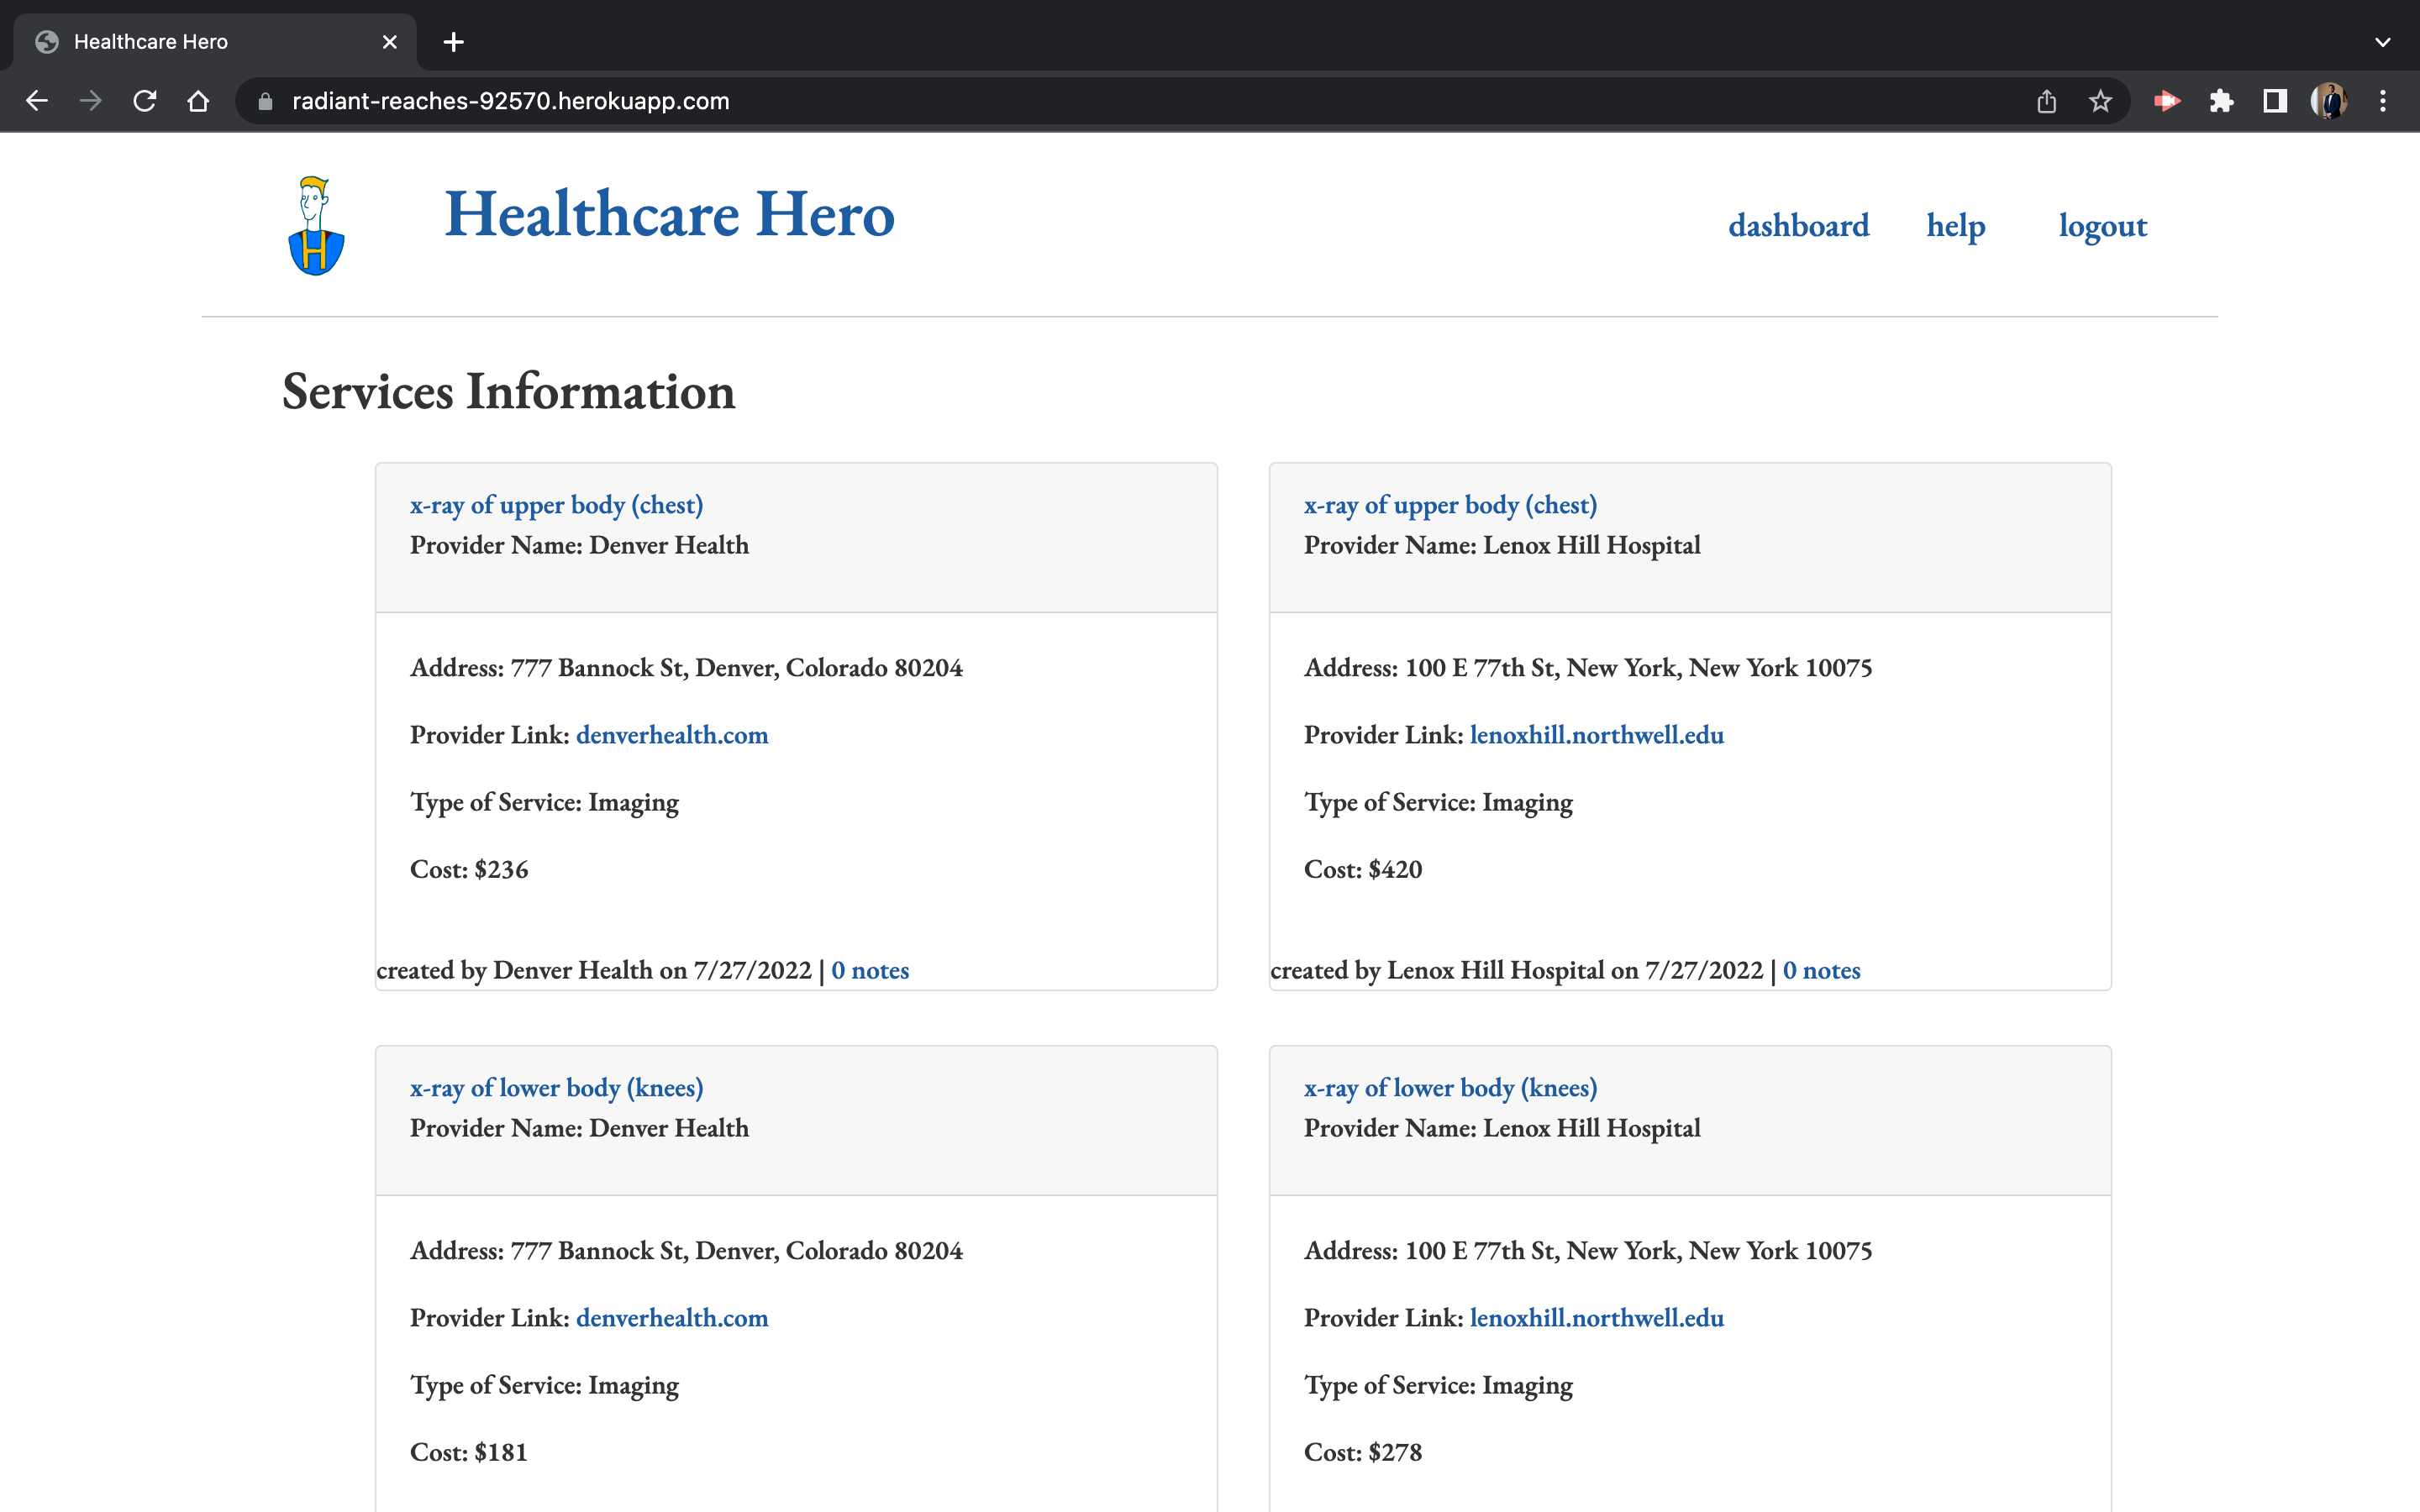 Healthcare Hero
radiant-reaches-92570.herokuapp.com
H
Healthcare Hero
dashboard help logout
Services Information
x-ray of upper body (chest)
Provider Name: Denver Health
Address: 777 Bannock St, Denver, Colorado 80204
Provider Link: denverhealth.com
Type of Service: Imaging
Cost: $236
created by Denver Health on 7/27/2022 | 0 notes
x-ray of upper body (chest)
Provider Name: Lenox Hill Hospital
Address: 100 E 77th St, New York, New York 10075
Provider Link: lenoxhill.northwell.edu
Type of Service: Imaging
Cost: $420
created by Lenox Hill Hospital on 7/27/2022 | 0 notes
x-ray of lower body (knees)
Provider Name: Denver Health
Address: 777 Bannock St, Denver, Colorado 80204
Provider Link: denverhealth.com
Type of Service: Imaging
Cost: $181
x-ray of lower body (knees)
Provider Name: Lenox Hill Hospital
Address: 100 E 77th St, New York, New York 10075
Provider Link: lenoxhill.northwell.edu
Type of Service: Imaging
Cost: $278